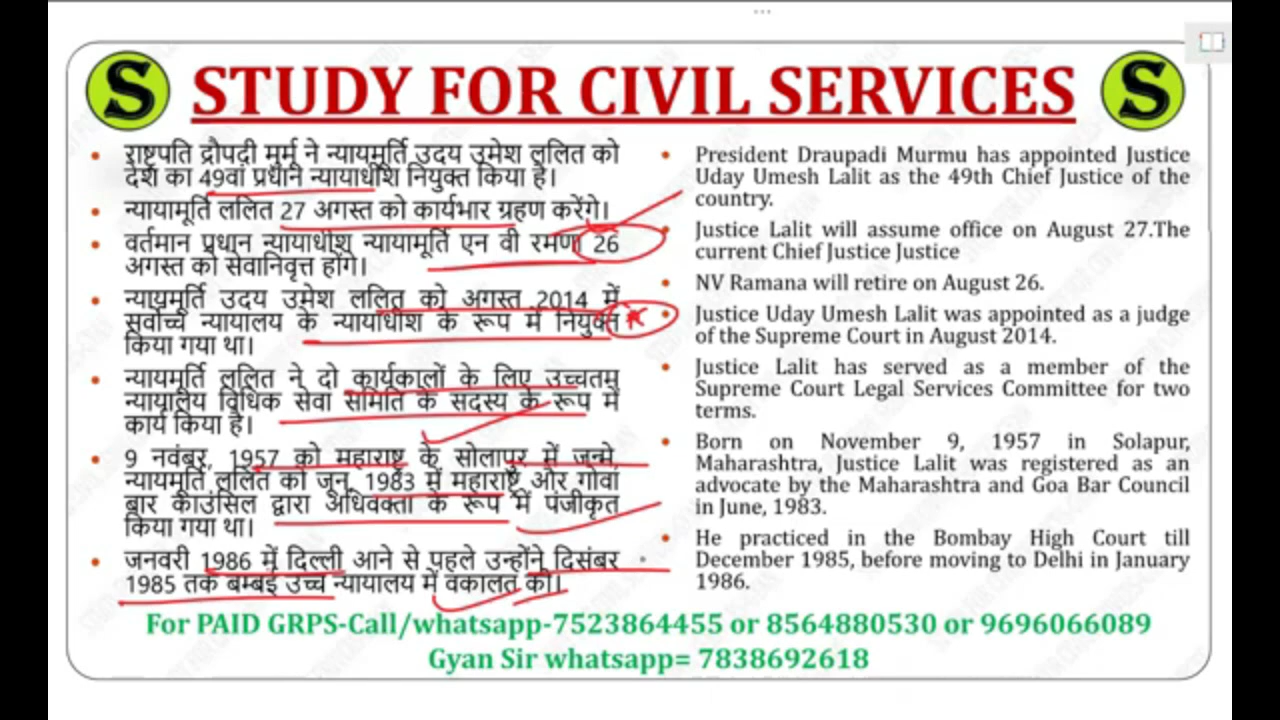 S STUDY FOR CIVIL SERVICES S
राष्ट्रपति द्रौपदी मुर्मू ने न्यायमूर्ति उदय उमेश ललित को
देश का 49वां प्रधान न्यायाधीश नियुक्त किया है।
न्यायामूर्ति ललित 27 अगस्त को कार्यभार ग्रहण करेंगे।
वर्तमान प्रधान न्यायाधीश न्यायामूर्ति एन वी रमणा 26
अगस्त को सेवानिवृत्त होंगे।
न्यायमूर्ति उदय उमेश ललित को अगस्त 2014 में
सर्वोच्च न्यायालय के न्यायाधीश के रूप में नियुक्त
किया गया था।
न्यायमूर्ति ललित ने दो कार्यकालों के लिए उच्चतम
न्यायालय विधिक सेवा समिति के सदस्य के रूप में
कार्य किया है।
9 नवंबर, 1957 को महाराष्ट्र के सोलापुर में जन्मे,
न्यायमूर्ति ललित को जून, 1983 में महाराष्ट्र और गोवा
बार काउंसिल द्वारा अधिवक्ता के रूप में पंजीकृत
किया गया था।
जनवरी 1986 में दिल्ली आने से पहले उन्होंने दिसंबर
1985 तक बम्बई उच्च न्यायालय में वकालत की।
President Draupadi Murmu has appointed Justice
Uday Umesh Lalit as the 49th Chief Justice of the
country.
Justice Lalit will assume office on August 27.The
current Chief Justice Justice
NV Ramana will retire on August 26.
Justice Uday Umesh Lalit was appointed as a judge
of the Supreme Court in August 2014.
Justice Lalit has served as a member of the
Supreme Court Legal Services Committee for two
terms.
Born on November 9, 1957 in Solapur,
Maharashtra, Justice Lalit was registered as an
advocate by the Maharashtra and Goa Bar Council
in June, 1983.
He practiced in the Bombay High Court till
December 1985, before moving to Delhi in January
1986.
For PAID GRPS-Call/whatsapp-7523864455 or 8564880530 or 9696066089
Gyan Sir whatsapp= 7838692618